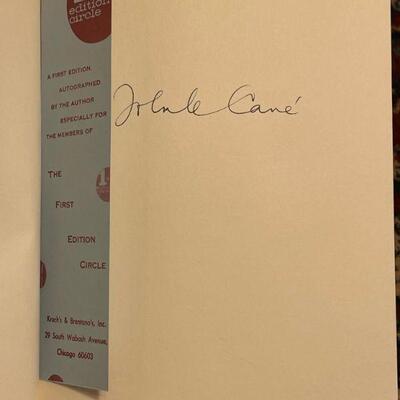 edition
circle
A FIRST EDITION,
AUTOGRAPHED
BY THE AUTHOR
ESPECIALLY FOR
THE MEMBERS OF
THE
FIRST
EDITION
CIRCLE
Kroch's & Brentano's, Inc.
29 South Wabash Avenue,
Chicago 60603
John le Carré